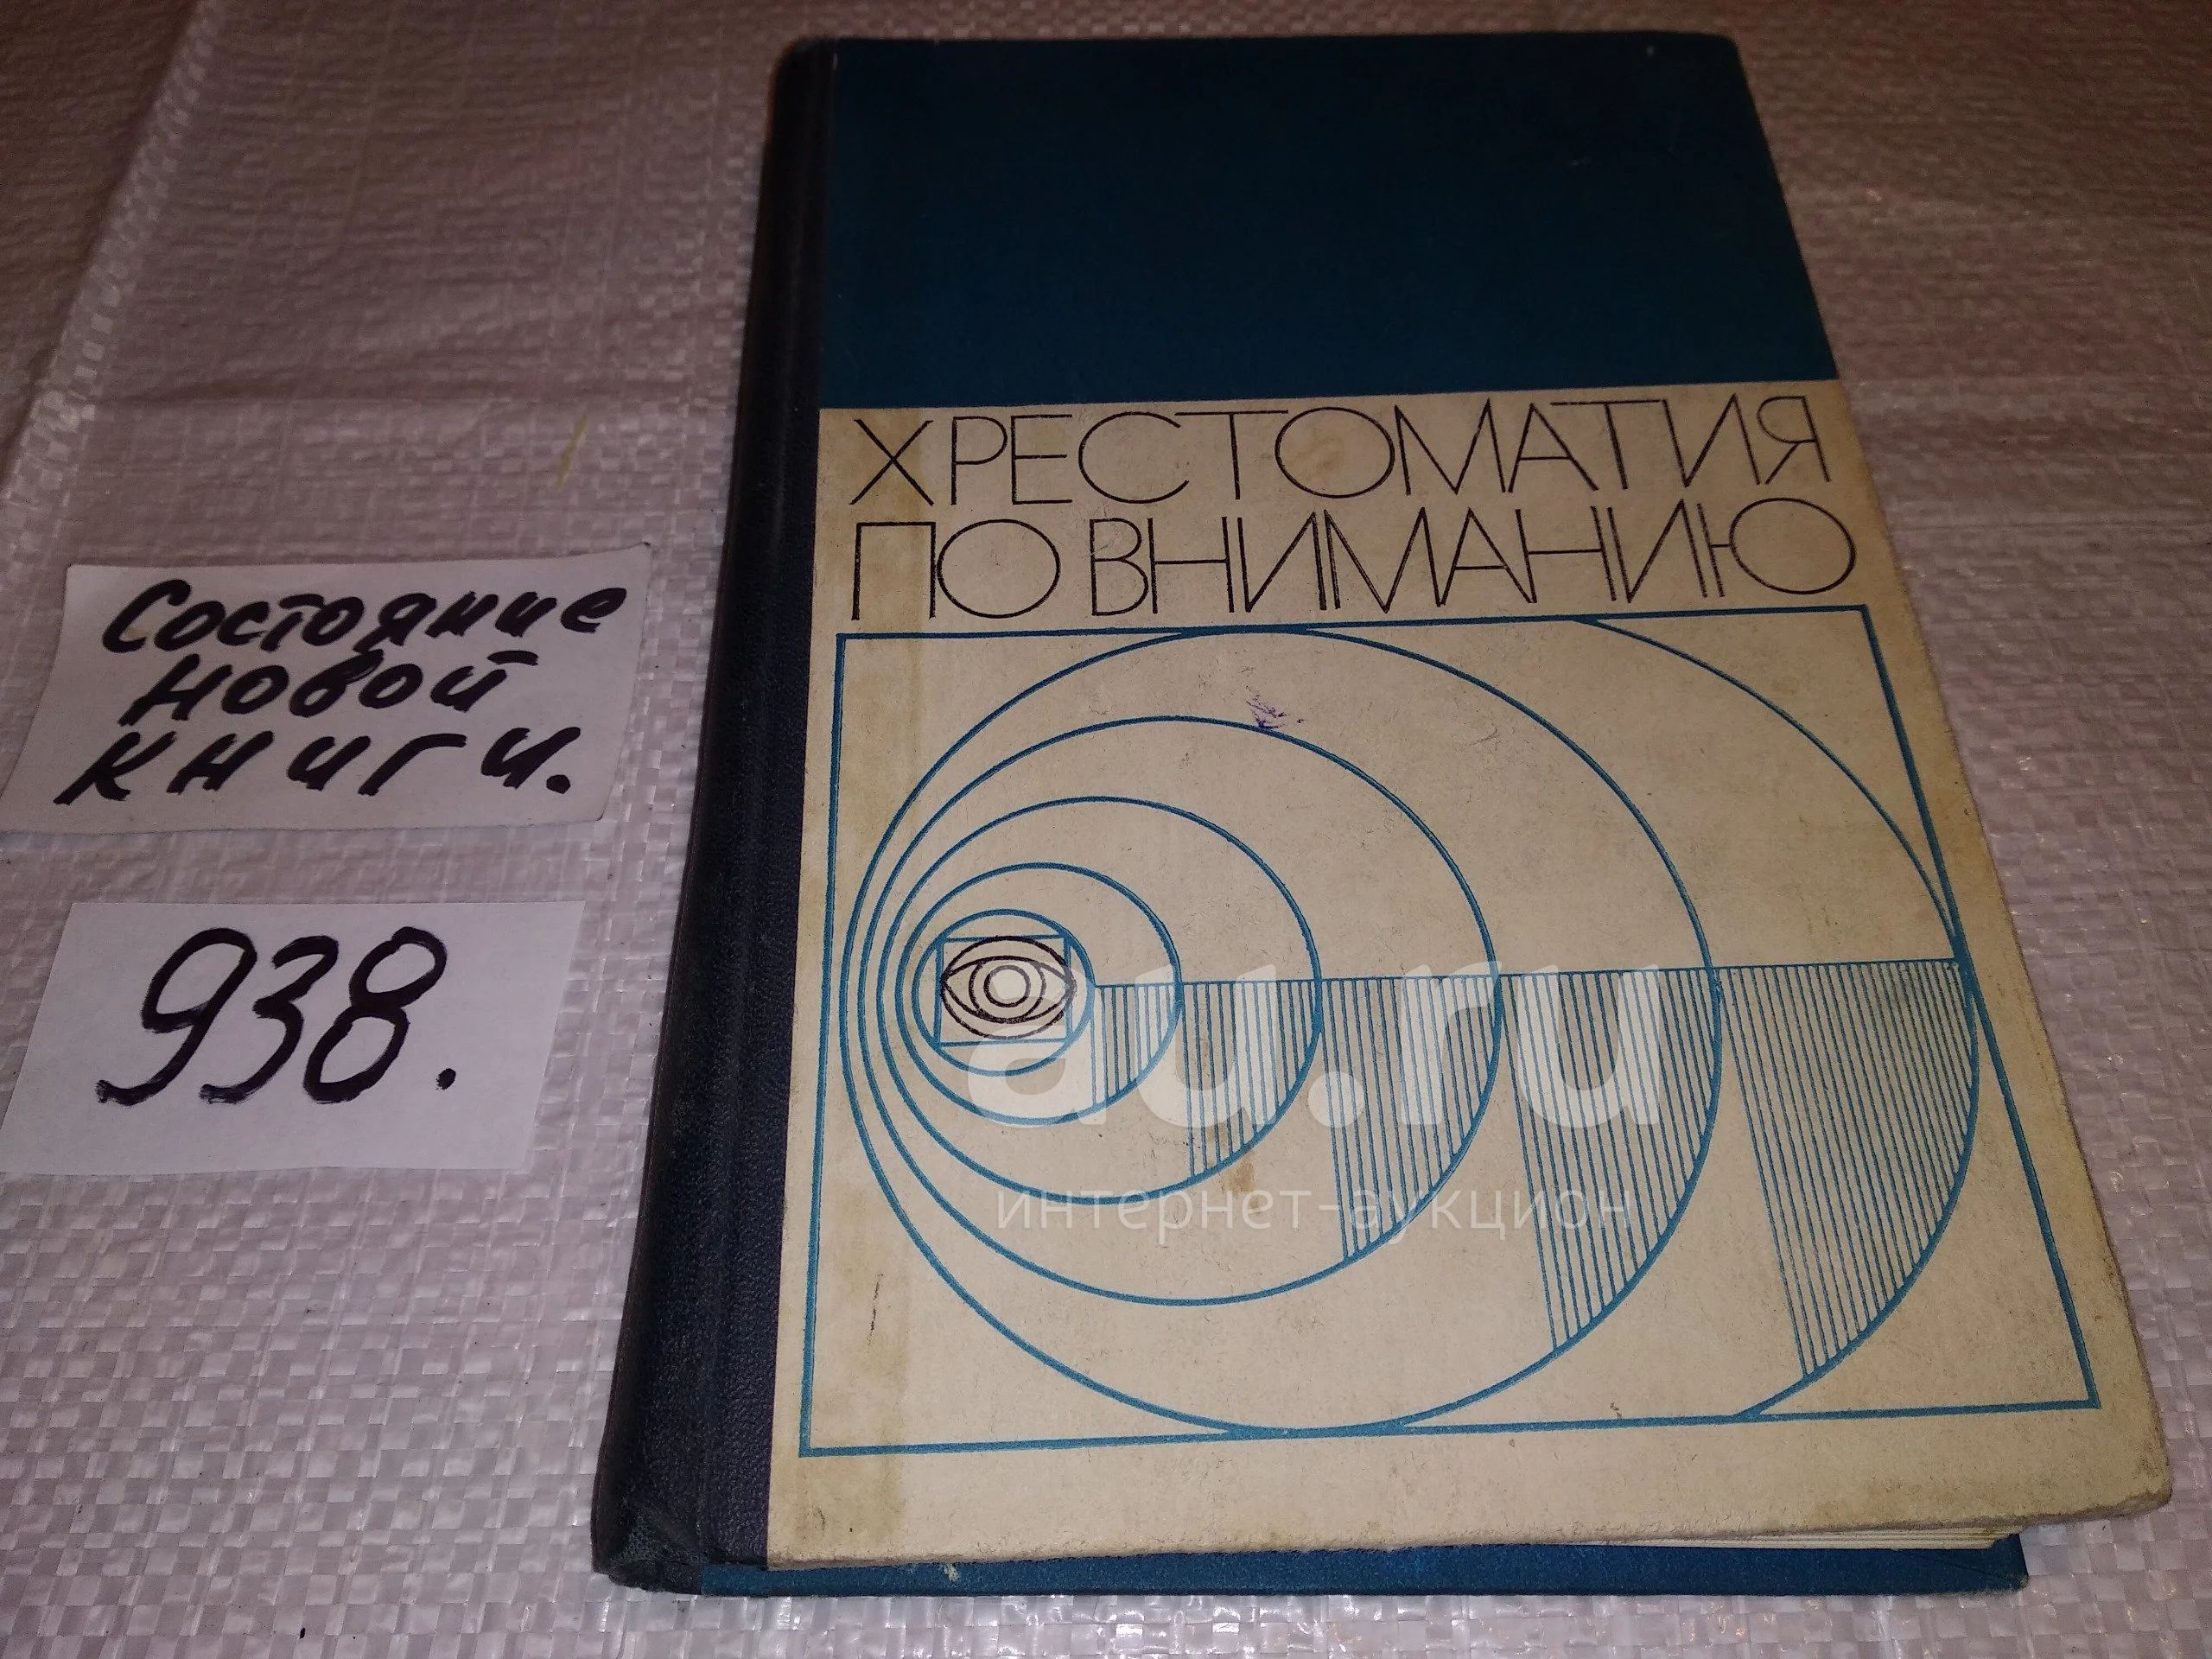 ХРЕСТОМАТИЯ
ПО ВНИМАНИЮ
Состояние
новой
книги.
938.
au.ru
интернет-аукцион